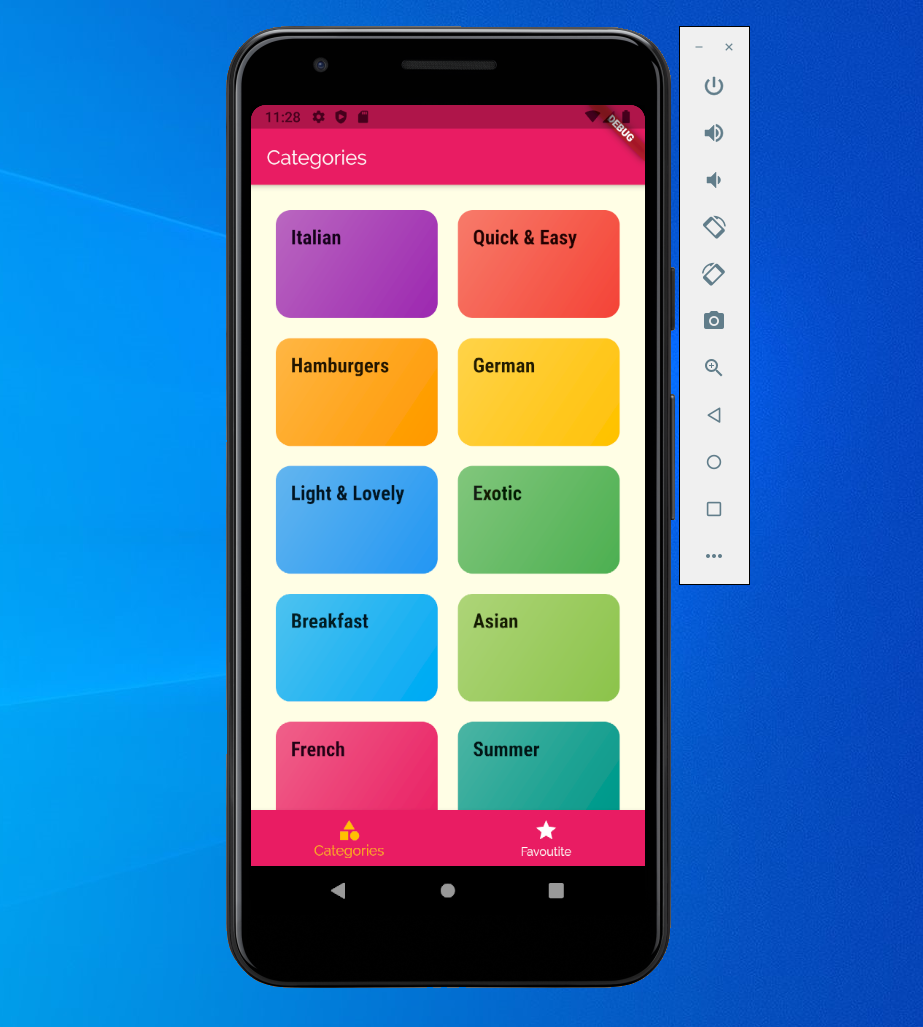 11:28
DEBUG
Categories
Italian
Quick & Easy
Hamburgers
German
Light & Lovely
Exotic
Breakfast
Asian
French
Summer
Categories
Favoutite